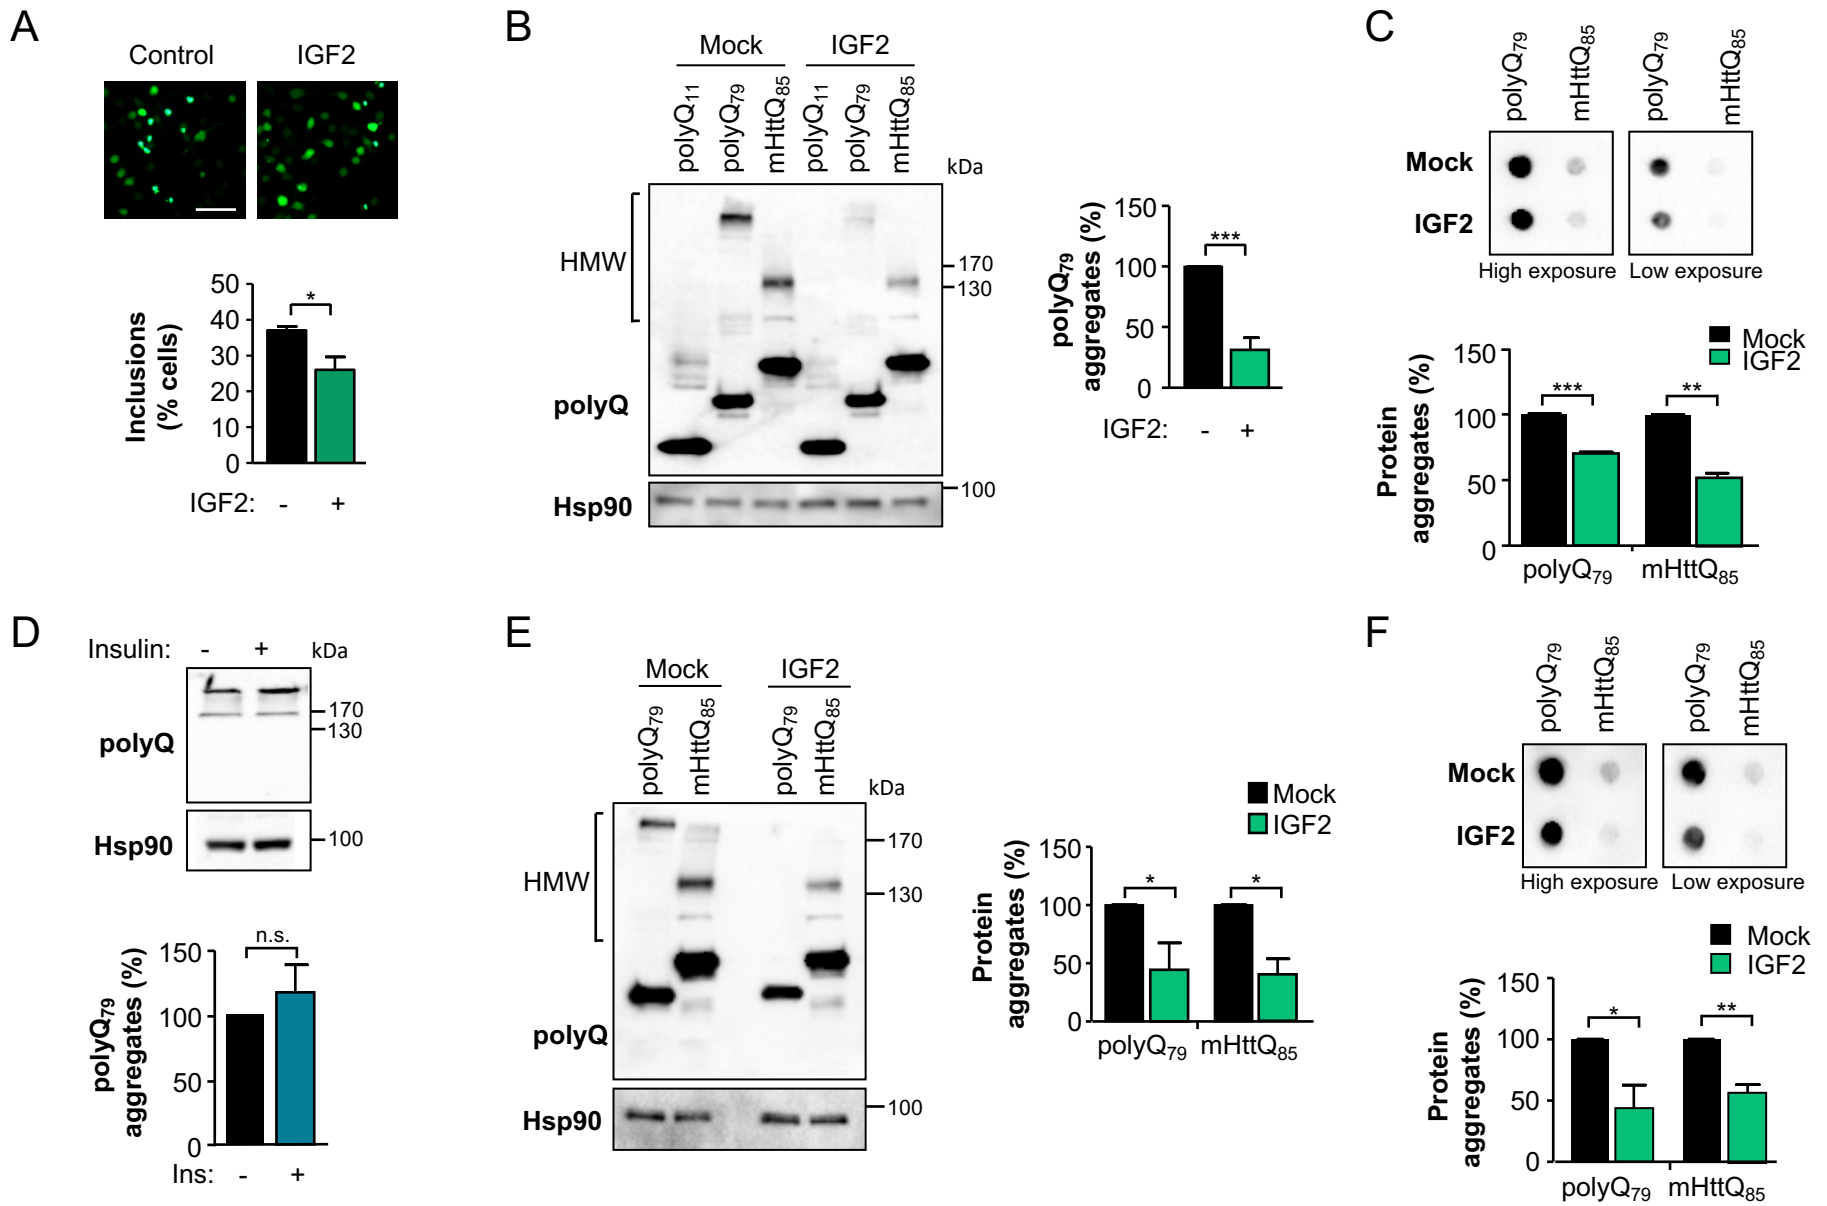 A
Control IGF2
Inclusions
(% cells)
50
40
30
20
10
0
*
IGF2: - +
B
Mock IGF2
polyQ79 polyQ11 mHttQ85 polyQ11 polyQ79 mHttQ85
kDa
HMW
170
130
polyQ
Hsp90
100
polyQ79
aggregates (%)
150
100
50
0
***
IGF2: - +
C
polyQ79 mHttQ85 polyQ79 mHttQ85
Mock
IGF2
High exposure Low exposure
Mock
IGF2
Protein
aggregates (%)
150
100
50
0
*** **
polyQ79 mHttQ85
D
Insulin: - + kDa
170
130
polyQ
Hsp90
100
polyQ79
aggregates (%)
150
100
50
0
n.s.
Ins: - +
E
Mock IGF2
polyQ79 mHttQ85 polyQ79 mHttQ85
kDa
HMW
170
130
polyQ
Hsp90
100
Mock
IGF2
Protein
aggregates (%)
150
100
50
0
* *
polyQ79 mHttQ85
F
polyQ79 mHttQ85 polyQ79 mHttQ85
Mock
IGF2
High exposure Low exposure
Mock
IGF2
Protein
aggregates (%)
150
100
50
0
* **
polyQ79 mHttQ85